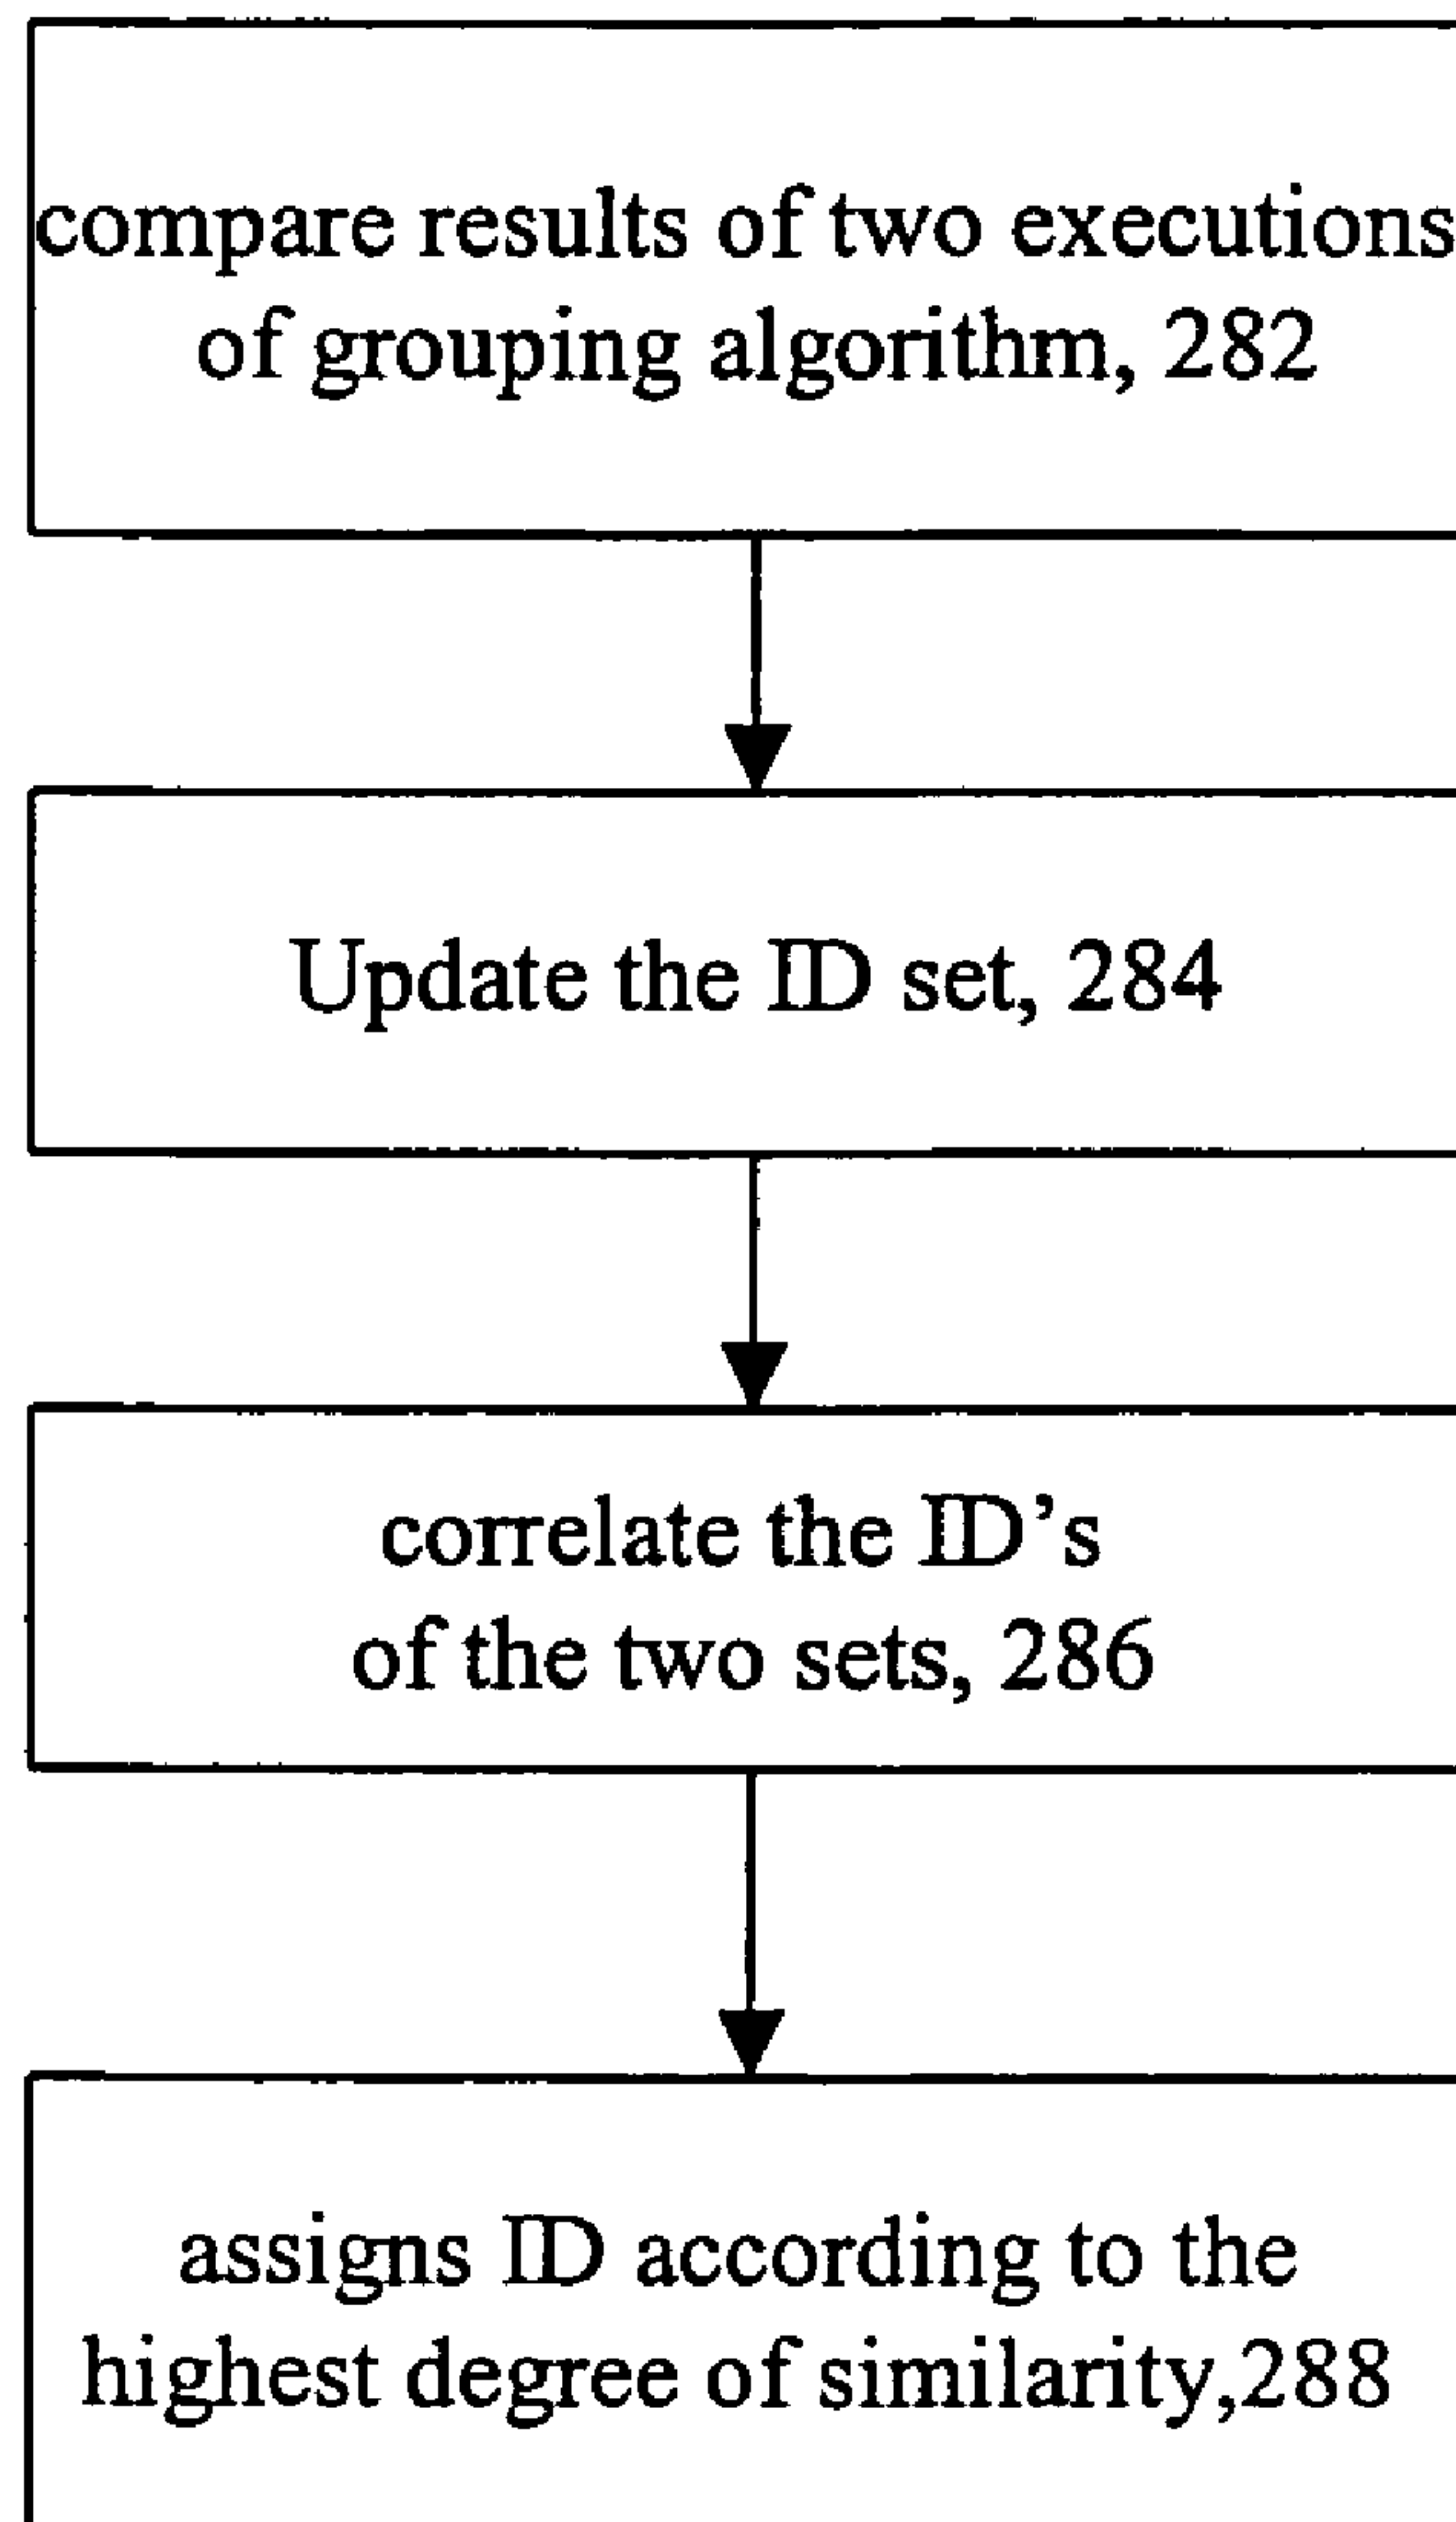 compare results of two executions
of grouping algorithm, 282
Update the ID set, 284
correlate the ID’s
of the two sets, 286
assigns ID according to the
highest degree of similarity,288